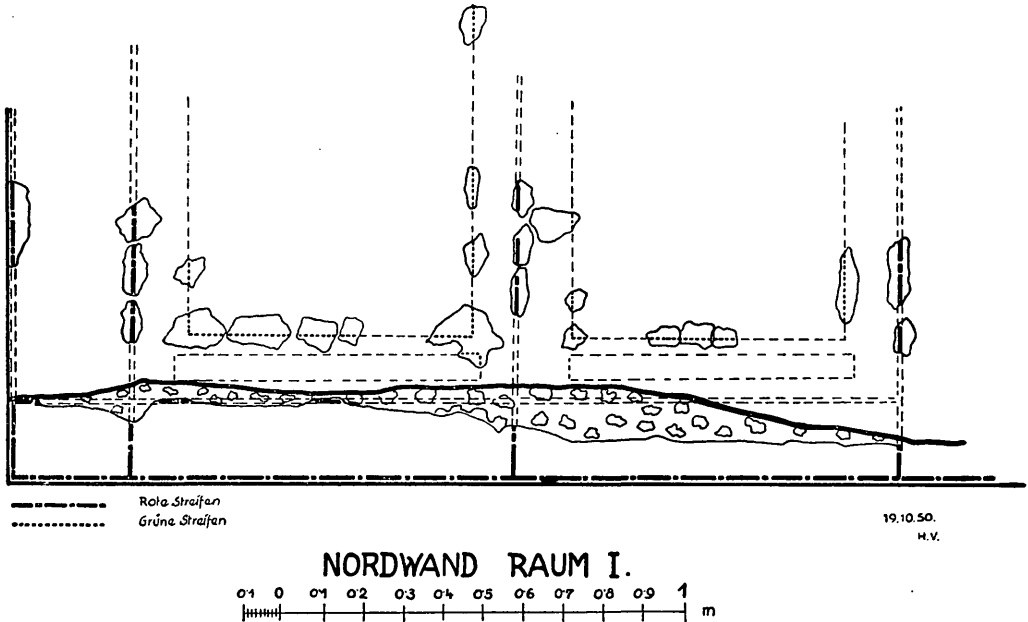 Rote Streifen
Grüne Streifen
19.10.50.
H.V.
NORDWAND RAUM I.
0·1 0 0·1 0·2 0·3 0·4 0·5 0·6 0·7 0·8 0·9 1
m